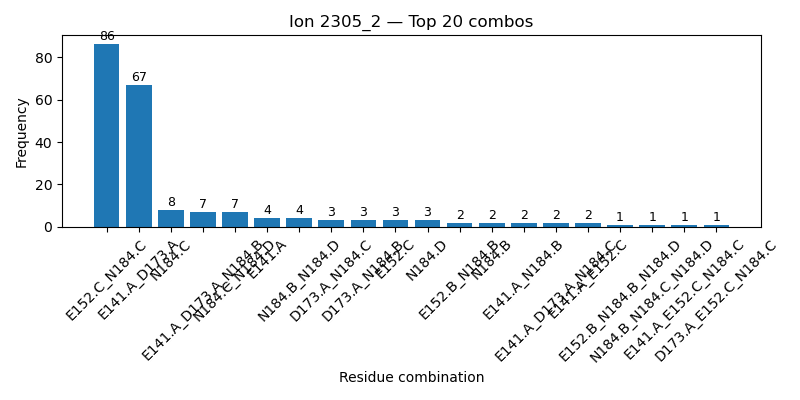 Ion 2305_2 — Top 20 combos
Frequency
80
60
40
20
0
86
67
8
7
7
4
4
3
3
3
3
2
2
2
2
2
1
1
1
1
E152.C_N184.C
E141.A_D173.A
N184.C
E141.A_D173.A_N184.B
N184.C_N184.D
E141.A
N184.B_N184.D
D173.A_N184.C
D173.A_N184.B
E152.C
N184.D
E152.B_N184.B
N184.B
E141.A_N184.B
E141.A_D173.A_N184.C
E141.A_E152.C
E152.B_N184.B_N184.D
N184.B_N184.C_N184.D
E141.A_E152.C_N184.C
D173.A_E152.C_N184.C
Residue combination